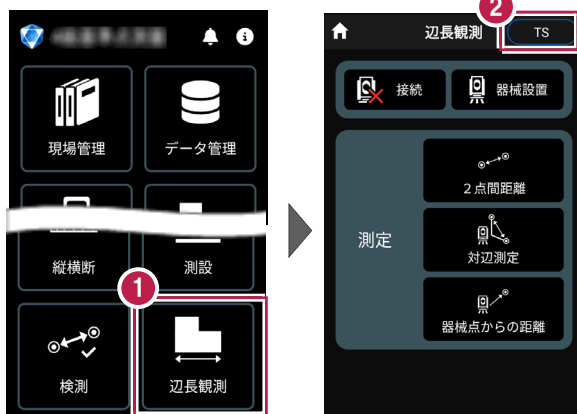 現場管理
データ管理
縦横断
測設
1
検測
辺長観測
2
辺長観測
TS
接続
器械設置
測定
2点間距離
対辺測定
器械点からの距離